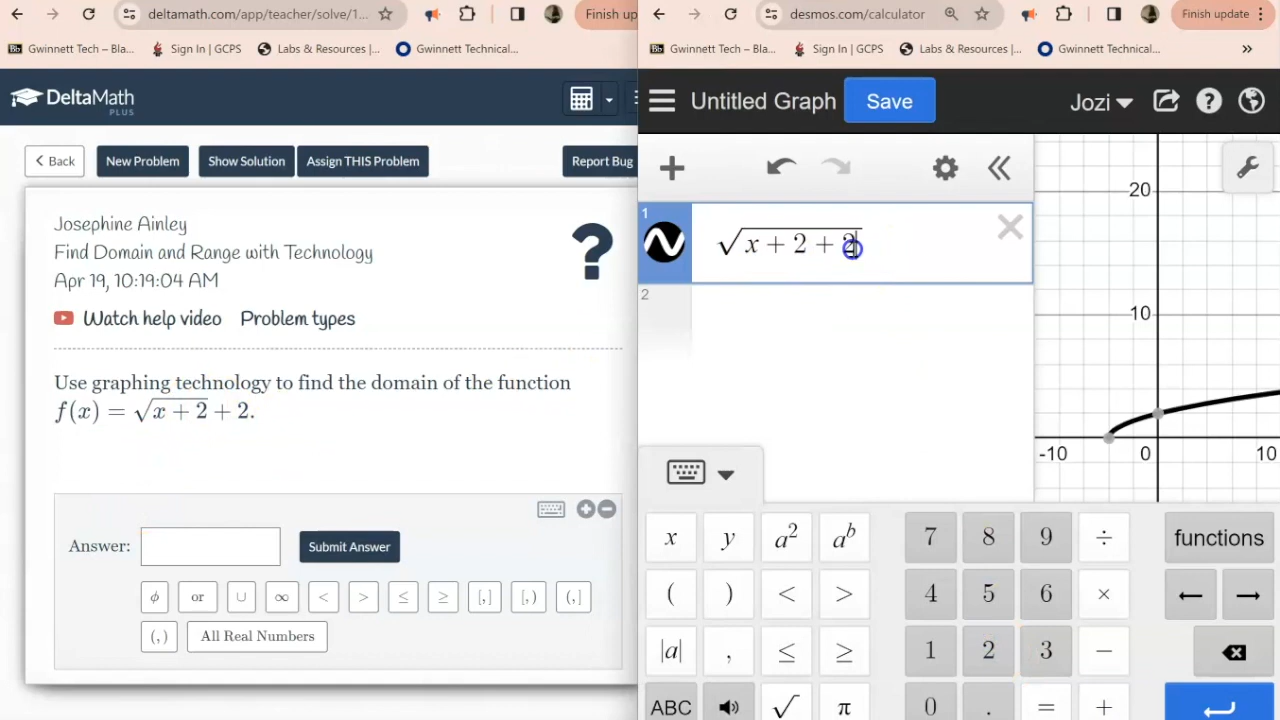 deltamath.com/app/teacher/solve/1...
Finish up
Bb Gwinnett Tech – Bla...
Sign In | GCPS
Labs & Resources |...
Gwinnett Technical...
DeltaMath
PLUS
Back
New Problem
Show Solution
Assign THIS Problem
Report Bug
Josephine Ainley
Find Domain and Range with Technology
Apr 19, 10:19:04 AM
?
Watch help video
Problem types
Use graphing technology to find the domain of the function
f(x) = √(x + 2) + 2.
Answer:
Submit Answer
ϕ or ∪ ∞ < > ≤ ≥ [,] [,) (,]
(,) All Real Numbers
desmos.com/calculator
Finish update
Bb Gwinnett Tech – Bla...
Sign In | GCPS
Labs & Resources |...
Gwinnett Technical...
»
Untitled Graph
Save
Jozi
?
+
1
√(x + 2 + 2)
2
20
10
-10 0 10
x y a² aᵇ 7 8 9 ÷ functions
( ) < > 4 5 6 × ← →
|a| , ≤ ≥ 1 2 3 −
ABC √ π 0 . = +